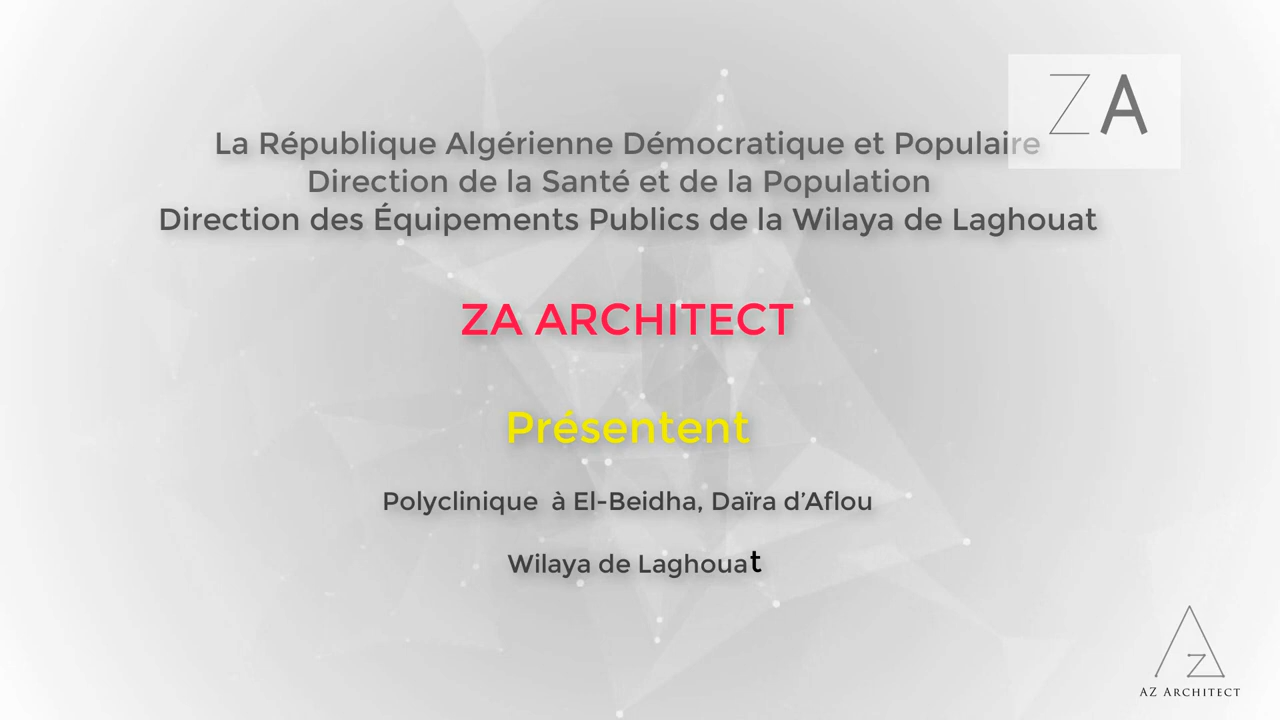 ZA
La République Algérienne Démocratique et Populaire
Direction de la Santé et de la Population
Direction des Équipements Publics de la Wilaya de Laghouat
ZA ARCHITECT
Présentent
Polyclinique à El-Beidha, Daïra d’Aflou
Wilaya de Laghouat
AZ
AZ ARCHITECT